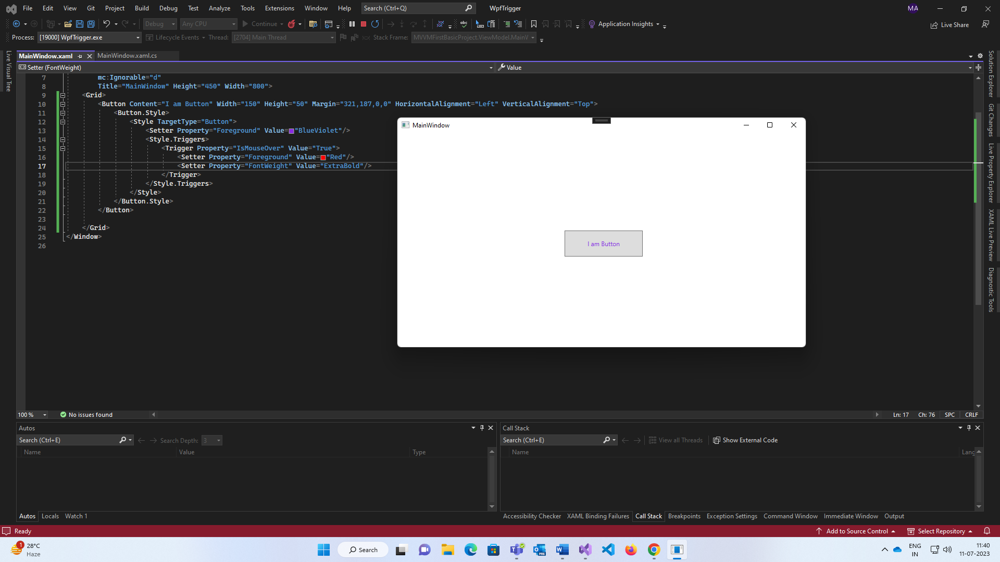 File Edit View Git Project Build Debug Test Analyze Tools Extensions Window Help Search (Ctrl+Q) WpfTrigger MA
Debug Any CPU Continue Application Insights Live Share
Process: [19000] WpfTrigger.exe Lifecycle Events Thread: [2704] Main Thread Stack Frame: MVVMFirstBasicProject.ViewModel.MainV
Live Visual Tree
MainWindow.xaml MainWindow.xaml.cs
Setter (FontWeight) Value
7 mc:Ignorable="d"
8 Title="MainWindow" Height="450" Width="800">
9 <Grid>
10 <Button Content="I am Button" Width="150" Height="50" Margin="321,187,0,0" HorizontalAlignment="Left" VerticalAlignment="Top">
11 <Button.Style>
12 <Style TargetType="Button">
13 <Setter Property="Foreground" Value="BlueViolet"/>
14 <Style.Triggers>
15 <Trigger Property="IsMouseOver" Value="True">
16 <Setter Property="Foreground" Value="Red"/>
17 <Setter Property="FontWeight" Value="ExtraBold"/>
18 </Trigger>
19 </Style.Triggers>
20 </Style>
21 </Button.Style>
22 </Button>
23
24 </Grid>
25 </Window>
26
MainWindow
I am Button
Solution Explorer
Git Changes
Live Property Explorer
XAML Live Preview
Diagnostic Tools
100 % No issues found Ln: 17 Ch: 76 SPC CRLF
Autos
Search (Ctrl+E) Search Depth: 3
Name Value Type
Autos Locals Watch 1
Call Stack
Search (Ctrl+E) View all Threads Show External Code
Name Lang
Accessibility Checker XAML Binding Failures Call Stack Breakpoints Exception Settings Command Window Immediate Window Output
Ready Add to Source Control Select Repository
1 28°C
Haze
Search
PRE
ENG
IN
11:40
11-07-2023